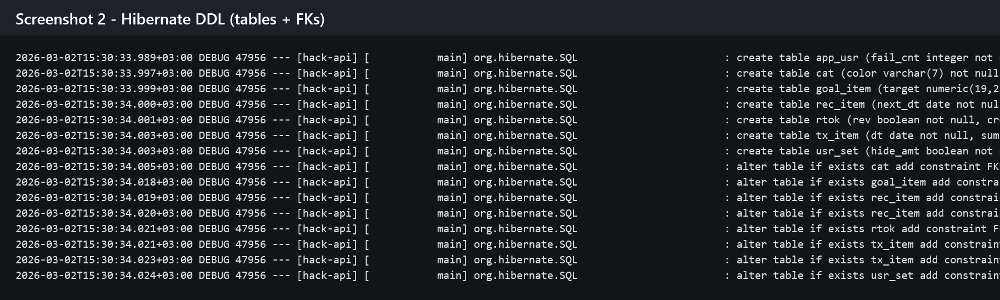 Screenshot 2 - Hibernate DDL (tables + FKs)
2026-03-02T15:30:33.989+03:00 DEBUG 47956 --- [hack-api] [           main] org.hibernate.SQL                        : create table app_usr (fail_cnt integer not
2026-03-02T15:30:33.997+03:00 DEBUG 47956 --- [hack-api] [           main] org.hibernate.SQL                        : create table cat (color varchar(7) not null
2026-03-02T15:30:33.999+03:00 DEBUG 47956 --- [hack-api] [           main] org.hibernate.SQL                        : create table goal_item (target numeric(19,2
2026-03-02T15:30:34.000+03:00 DEBUG 47956 --- [hack-api] [           main] org.hibernate.SQL                        : create table rec_item (next_dt date not nul
2026-03-02T15:30:34.001+03:00 DEBUG 47956 --- [hack-api] [           main] org.hibernate.SQL                        : create table rtok (rev boolean not null, cr
2026-03-02T15:30:34.003+03:00 DEBUG 47956 --- [hack-api] [           main] org.hibernate.SQL                        : create table tx_item (dt date not null, sum
2026-03-02T15:30:34.003+03:00 DEBUG 47956 --- [hack-api] [           main] org.hibernate.SQL                        : create table usr_set (hide_amt boolean not
2026-03-02T15:30:34.005+03:00 DEBUG 47956 --- [hack-api] [           main] org.hibernate.SQL                        : alter table if exists cat add constraint FK
2026-03-02T15:30:34.018+03:00 DEBUG 47956 --- [hack-api] [           main] org.hibernate.SQL                        : alter table if exists goal_item add constra
2026-03-02T15:30:34.019+03:00 DEBUG 47956 --- [hack-api] [           main] org.hibernate.SQL                        : alter table if exists rec_item add constrai
2026-03-02T15:30:34.020+03:00 DEBUG 47956 --- [hack-api] [           main] org.hibernate.SQL                        : alter table if exists rec_item add constrai
2026-03-02T15:30:34.021+03:00 DEBUG 47956 --- [hack-api] [           main] org.hibernate.SQL                        : alter table if exists rtok add constraint F
2026-03-02T15:30:34.021+03:00 DEBUG 47956 --- [hack-api] [           main] org.hibernate.SQL                        : alter table if exists tx_item add constraint
2026-03-02T15:30:34.023+03:00 DEBUG 47956 --- [hack-api] [           main] org.hibernate.SQL                        : alter table if exists tx_item add constraint
2026-03-02T15:30:34.024+03:00 DEBUG 47956 --- [hack-api] [           main] org.hibernate.SQL                        : alter table if exists usr_set add constraint